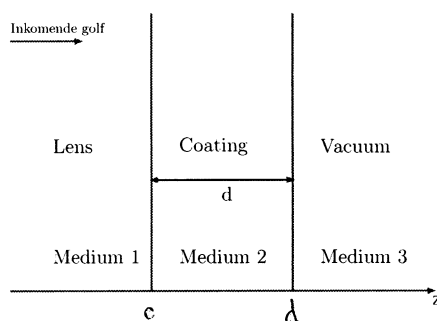 Inkomende golf
Lens Coating Vacuum
d
Medium 1 Medium 2 Medium 3
c d z